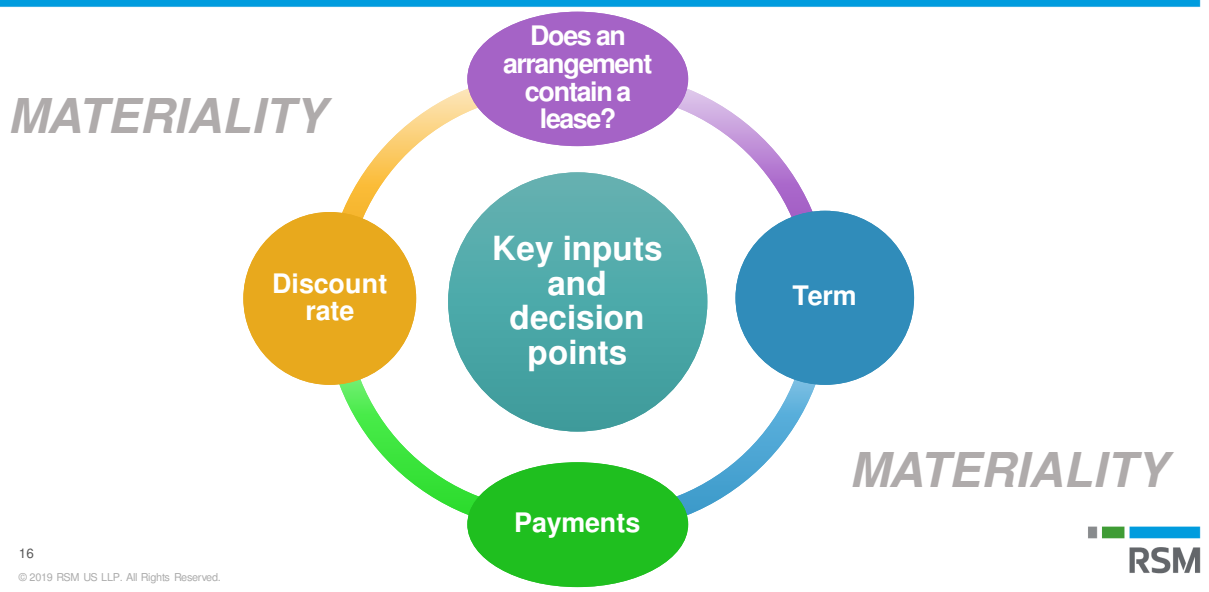 Does an
arrangement
contain a
lease?
MATERIALITY
Key inputs
and
decision
points
Discount
rate
Term
MATERIALITY
Payments
16
© 2019 RSM US LLP. All Rights Reserved.
RSM